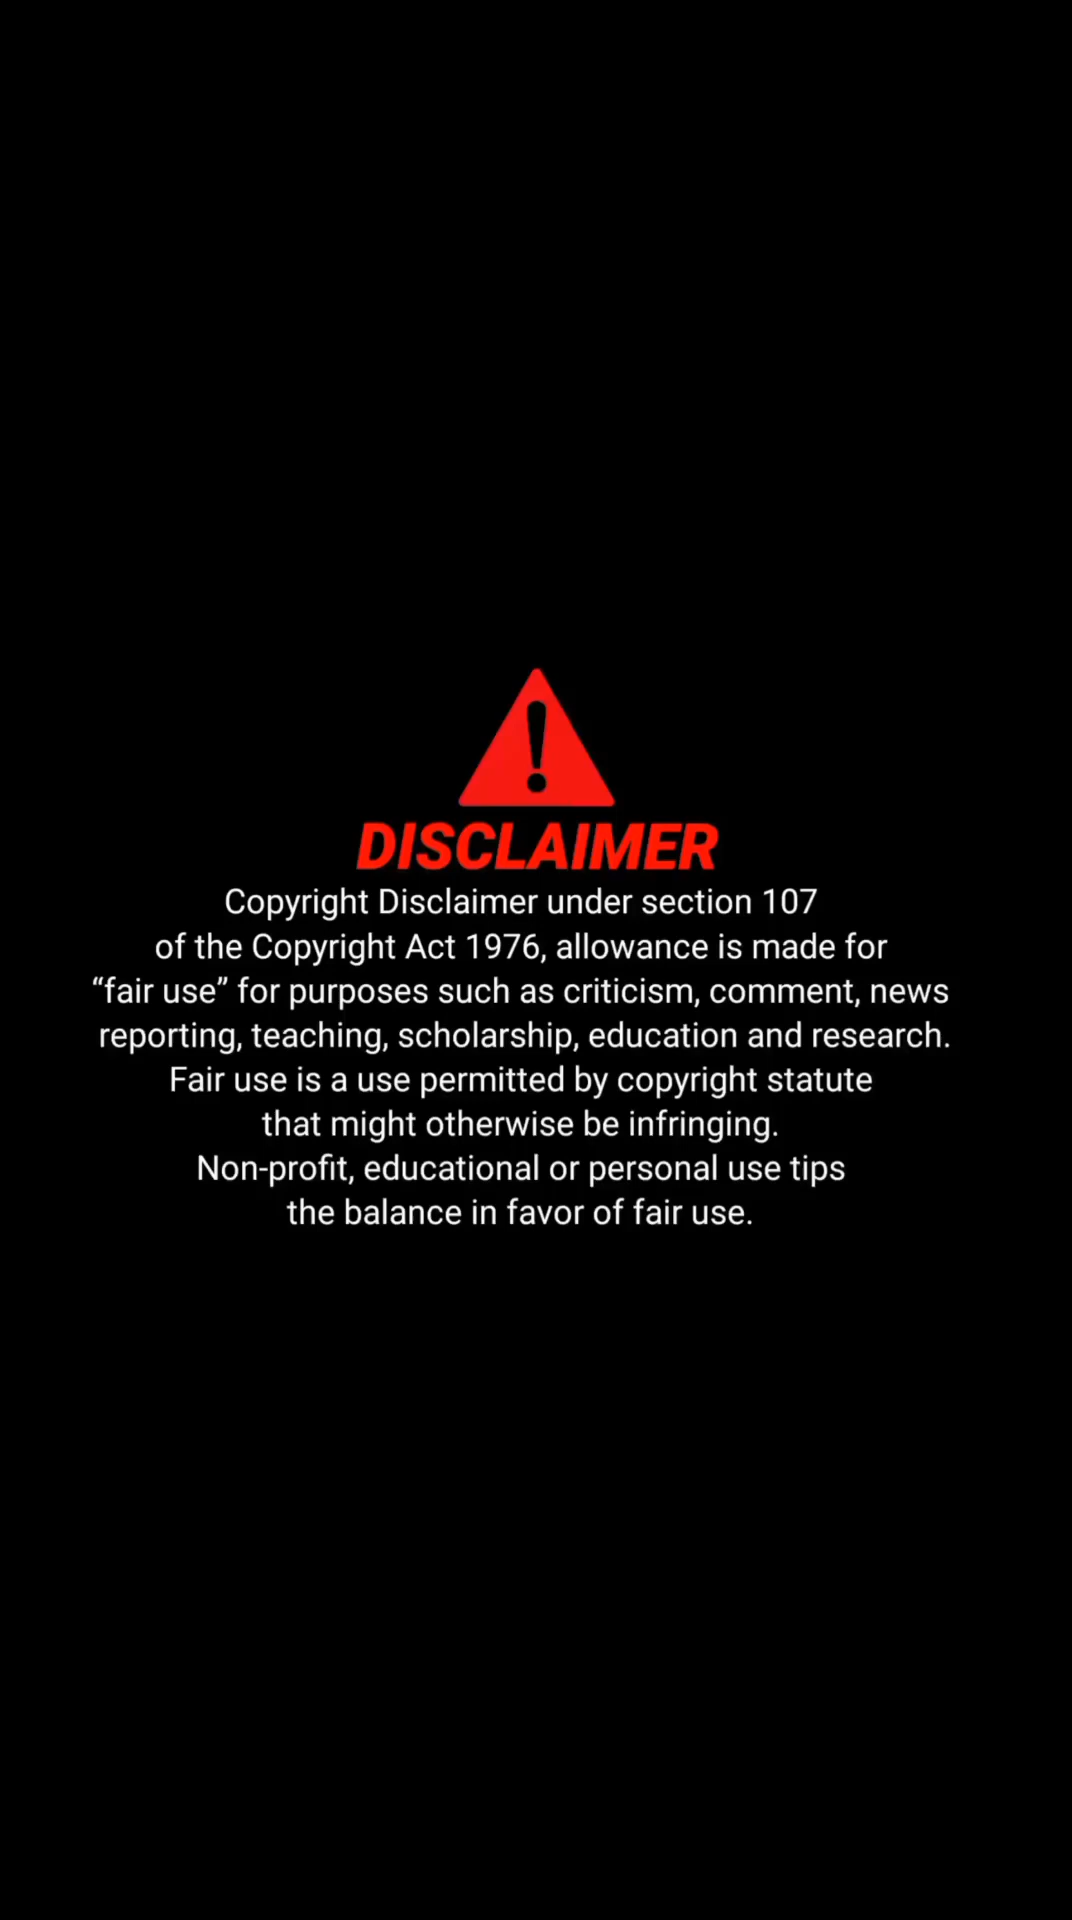 DISCLAIMER
Copyright Disclaimer under section 107
of the Copyright Act 1976, allowance is made for
“fair use” for purposes such as criticism, comment, news
reporting, teaching, scholarship, education and research.
Fair use is a use permitted by copyright statute
that might otherwise be infringing.
Non-profit, educational or personal use tips
the balance in favor of fair use.